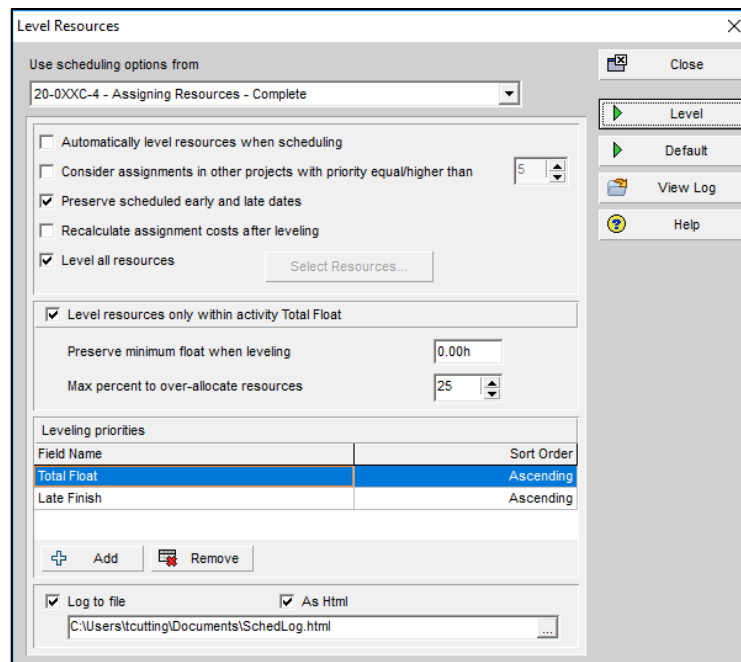 Level Resources
Use scheduling options from
20-0XXC-4 - Assigning Resources - Complete
Close
Level
Default
View Log
Help
Automatically level resources when scheduling
Consider assignments in other projects with priority equal/higher than 5
Preserve scheduled early and late dates
Recalculate assignment costs after leveling
Level all resources Select Resources...
Level resources only within activity Total Float
Preserve minimum float when leveling 0.00h
Max percent to over-allocate resources 25
Leveling priorities
Field Name Sort Order
Total Float Ascending
Late Finish Ascending
Add Remove
Log to file As Html
C:\Users\tcutting\Documents\SchedLog.html ...